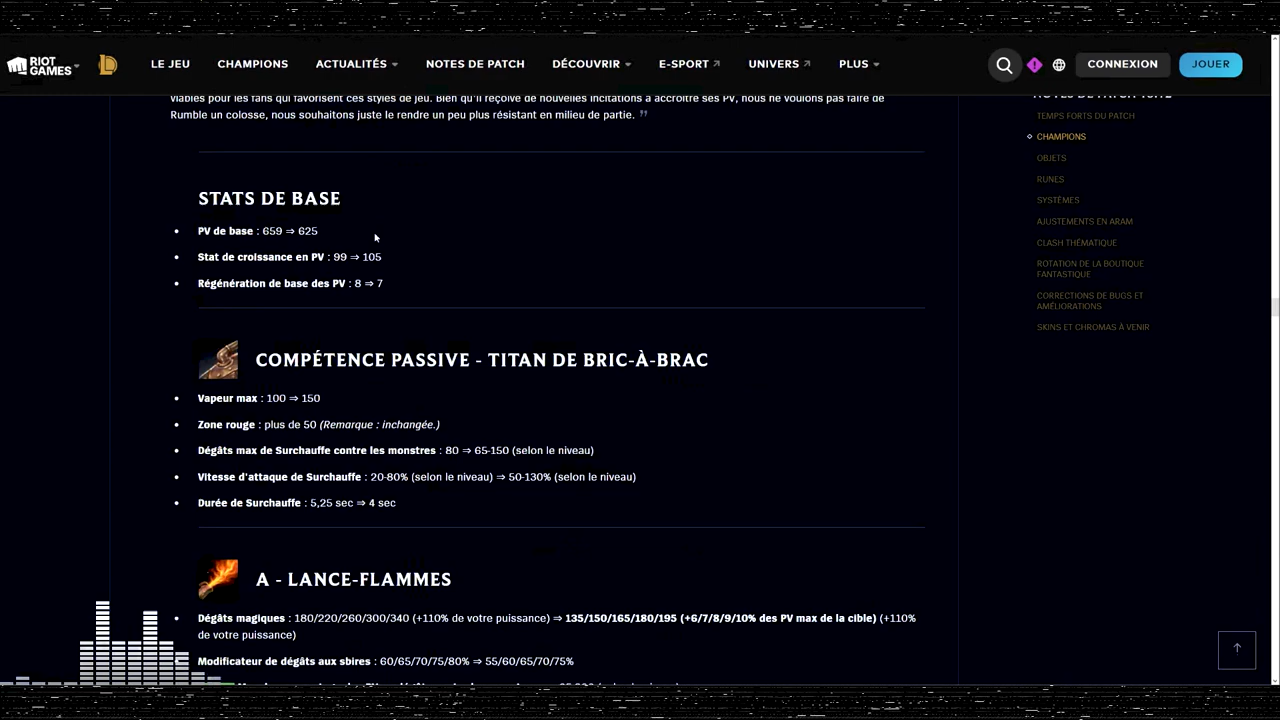 RIOT GAMES
LE JEU
CHAMPIONS
ACTUALITÉS
NOTES DE PATCH
DÉCOUVRIR
E-SPORT
UNIVERS
PLUS
CONNEXION
JOUER
viables pour les fans qui favorisent ces styles de jeu. Bien qu'il reçoive de nouvelles incitations à accroître ses PV, nous ne voulons pas faire de
Rumble un colosse, nous souhaitons juste le rendre un peu plus résistant en milieu de partie. ”
STATS DE BASE
• PV de base : 659 ⇒ 625
• Stat de croissance en PV : 99 ⇒ 105
• Régénération de base des PV : 8 ⇒ 7
COMPÉTENCE PASSIVE - TITAN DE BRIC-À-BRAC
• Vapeur max : 100 ⇒ 150
• Zone rouge : plus de 50 (Remarque : inchangée.)
• Dégâts max de Surchauffe contre les monstres : 80 ⇒ 65-150 (selon le niveau)
• Vitesse d'attaque de Surchauffe : 20-80% (selon le niveau) ⇒ 50-130% (selon le niveau)
• Durée de Surchauffe : 5,25 sec ⇒ 4 sec
A - LANCE-FLAMMES
• Dégâts magiques : 180/220/260/300/340 (+110% de votre puissance) ⇒ 135/150/165/180/195 (+6/7/8/9/10% des PV max de la cible) (+110%
de votre puissance)
• Modificateur de dégâts aux sbires : 60/65/70/75/80% ⇒ 55/60/65/70/75%
NOTES DE PATCH
TEMPS FORTS DU PATCH
CHAMPIONS
OBJETS
RUNES
SYSTÈMES
AJUSTEMENTS EN ARAM
CLASH THÉMATIQUE
ROTATION DE LA BOUTIQUE
FANTASTIQUE
CORRECTIONS DE BUGS ET
AMÉLIORATIONS
SKINS ET CHROMAS À VENIR